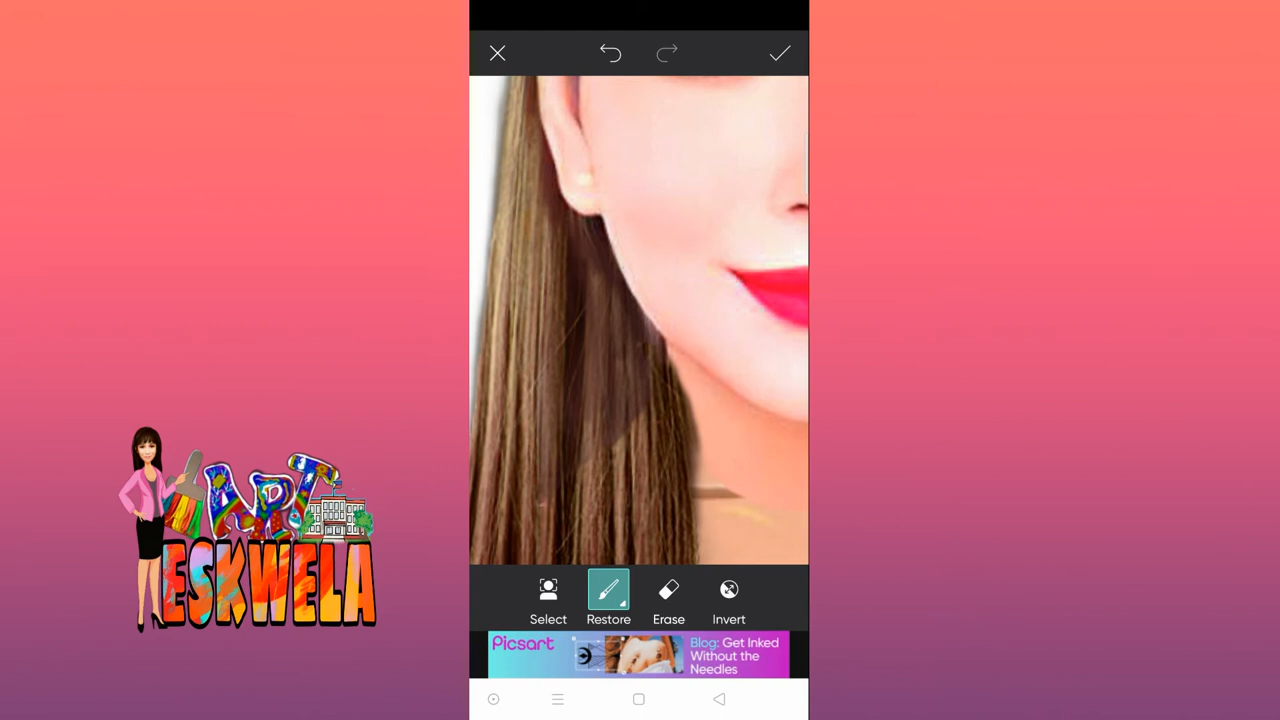 ART
ESKWELA
Select
Restore
Erase
Invert
Picsart
Blog: Get Inked
Without the
Needles